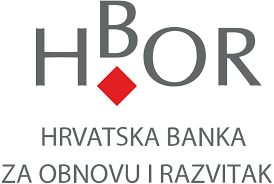 HBOR
HRVATSKA BANKA
ZA OBNOVU I RAZVITAK